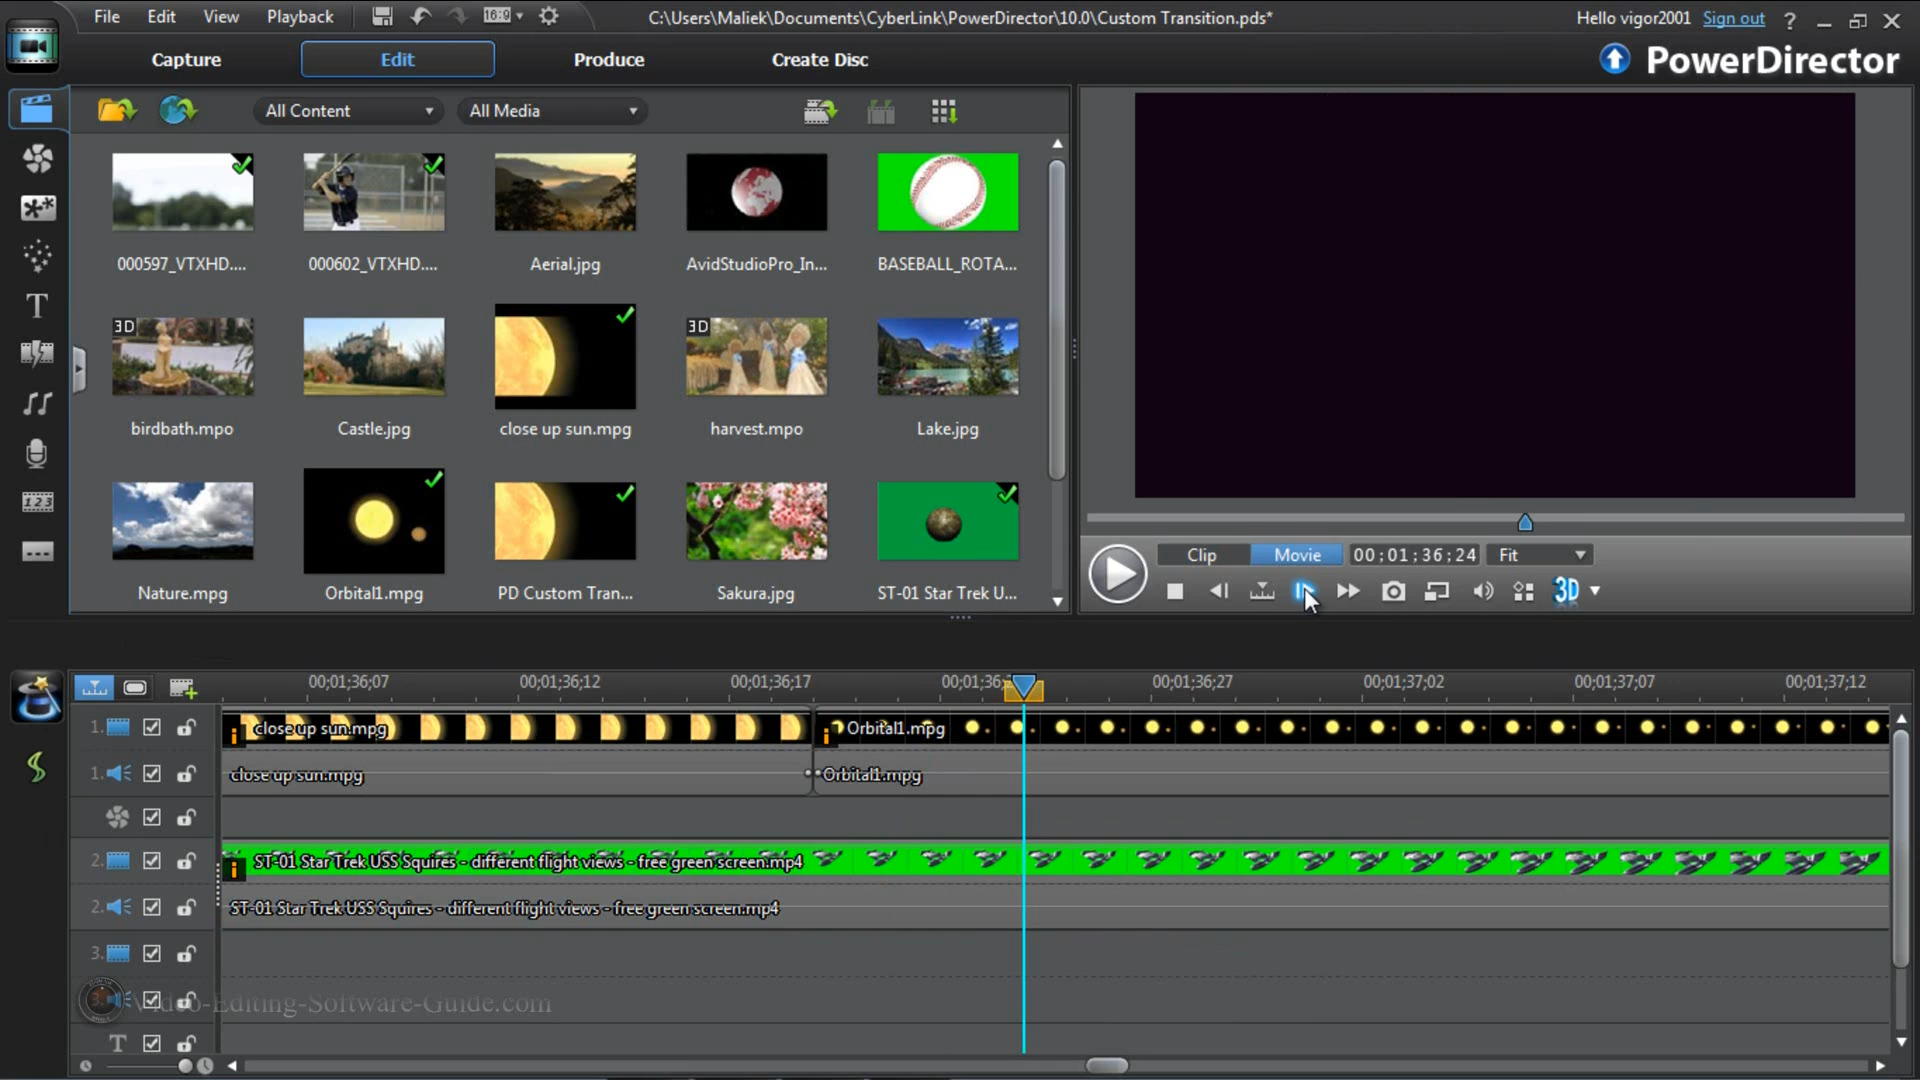 File Edit View Playback 16:9 C:\Users\Maliek\Documents\CyberLink\PowerDirector\10.0\Custom Transition.pds* Hello vigor2001 Sign out ?
Capture Edit Produce Create Disc PowerDirector
All Content All Media
000597_VTXHD.... 000602_VTXHD.... Aerial.jpg AvidStudioPro_In... BASEBALL_ROTA...
3D 3D
birdbath.mpo Castle.jpg close up sun.mpg harvest.mpo Lake.jpg
Nature.mpg Orbital1.mpg PD Custom Tran... Sakura.jpg ST-01 Star Trek U...
T
1 2 3
Clip Movie 00;01;36;24 Fit
3D
00;01;36;07 00;01;36;12 00;01;36;17 00;01;36; 00;01;36;27 00;01;37;02 00;01;37;07 00;01;37;12
1. close up sun.mpg Orbital1.mpg
1. close up sun.mpg Orbital1.mpg
2. ST-01 Star Trek USS Squires - different flight views - free green screen.mp4
2. ST-01 Star Trek USS Squires - different flight views - free green screen.mp4
3.
3. Video-Editing-Software-Guide.com
T